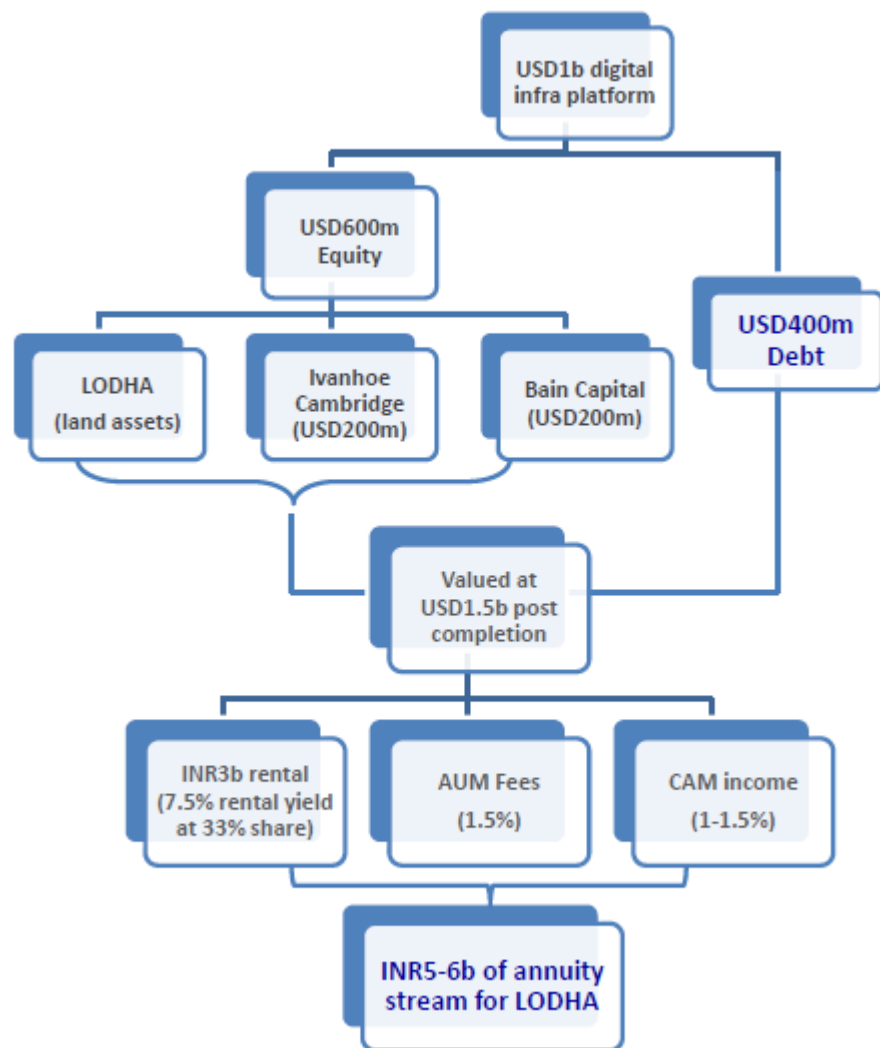 USD1b digital
infra platform
USD600m
Equity
USD400m
Debt
LODHA
(land assets)
Ivanhoe
Cambridge
(USD200m)
Bain Capital
(USD200m)
Valued at
USD1.5b post
completion
INR3b rental
(7.5% rental yield
at 33% share)
AUM Fees
(1.5%)
CAM income
(1-1.5%)
INR5-6b of annuity
stream for LODHA